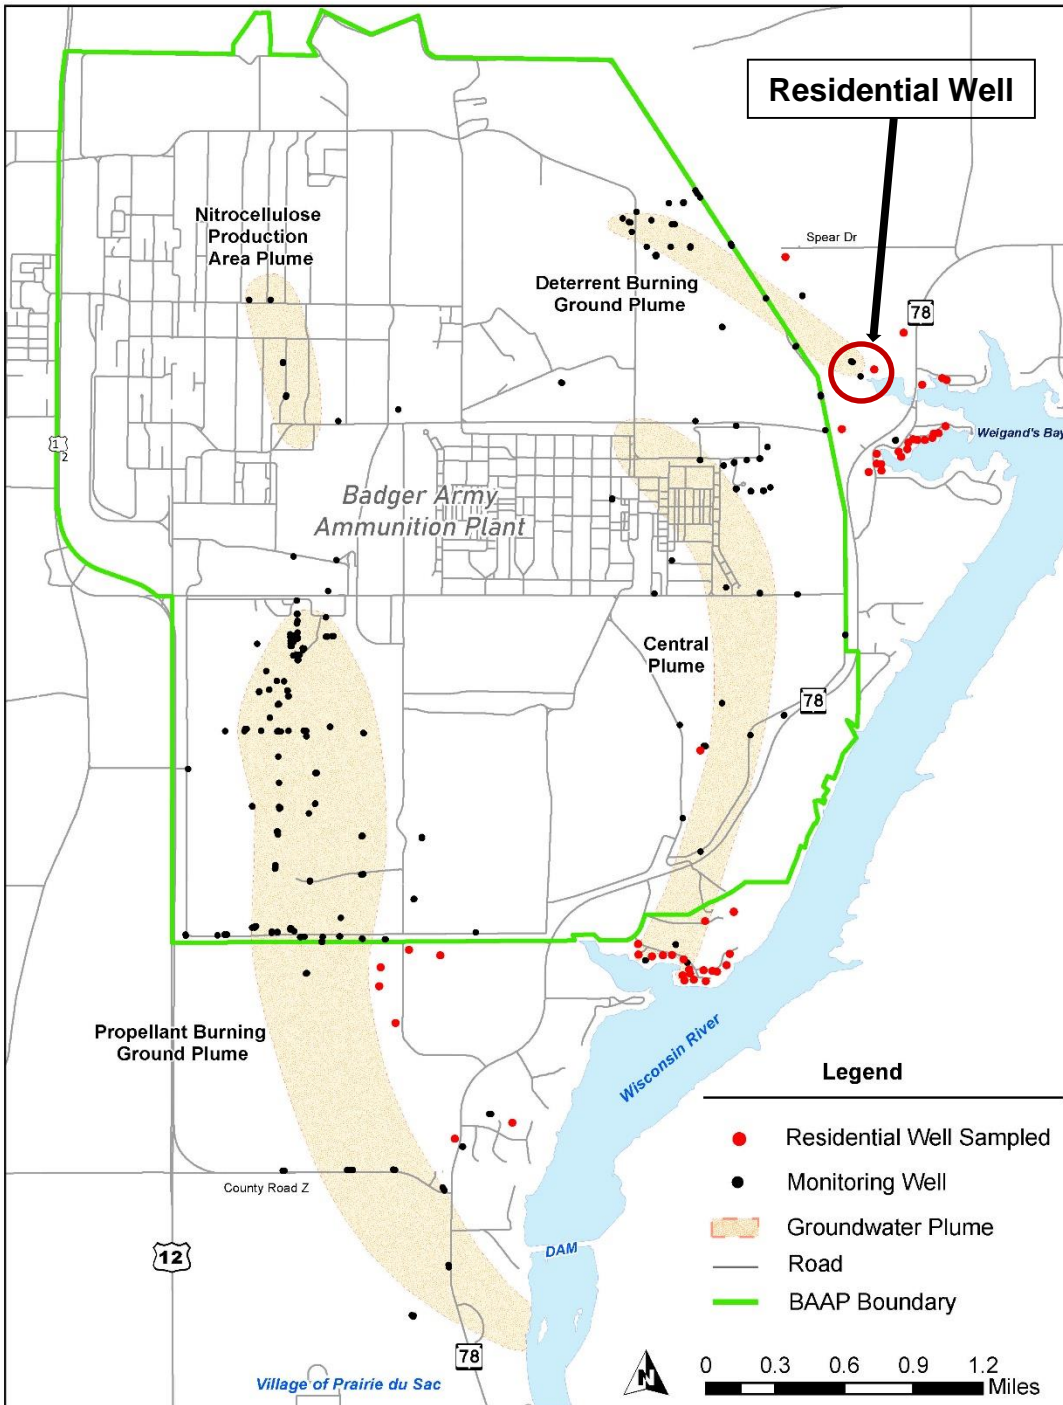 Residential Well
Nitrocellulose
Production
Area Plume
Spear Dr
Deterrent Burning
Ground Plume
78
Weigand's Bay
1
2
Badger Army
Ammunition Plant
Central
Plume
78
Propellant Burning
Ground Plume
Wisconsin River
County Road Z
12
DAM
78
Village of Prairie du Sac
Legend
Residential Well Sampled
Monitoring Well
Groundwater Plume
Road
BAAP Boundary
N
0 0.3 0.6 0.9 1.2
Miles